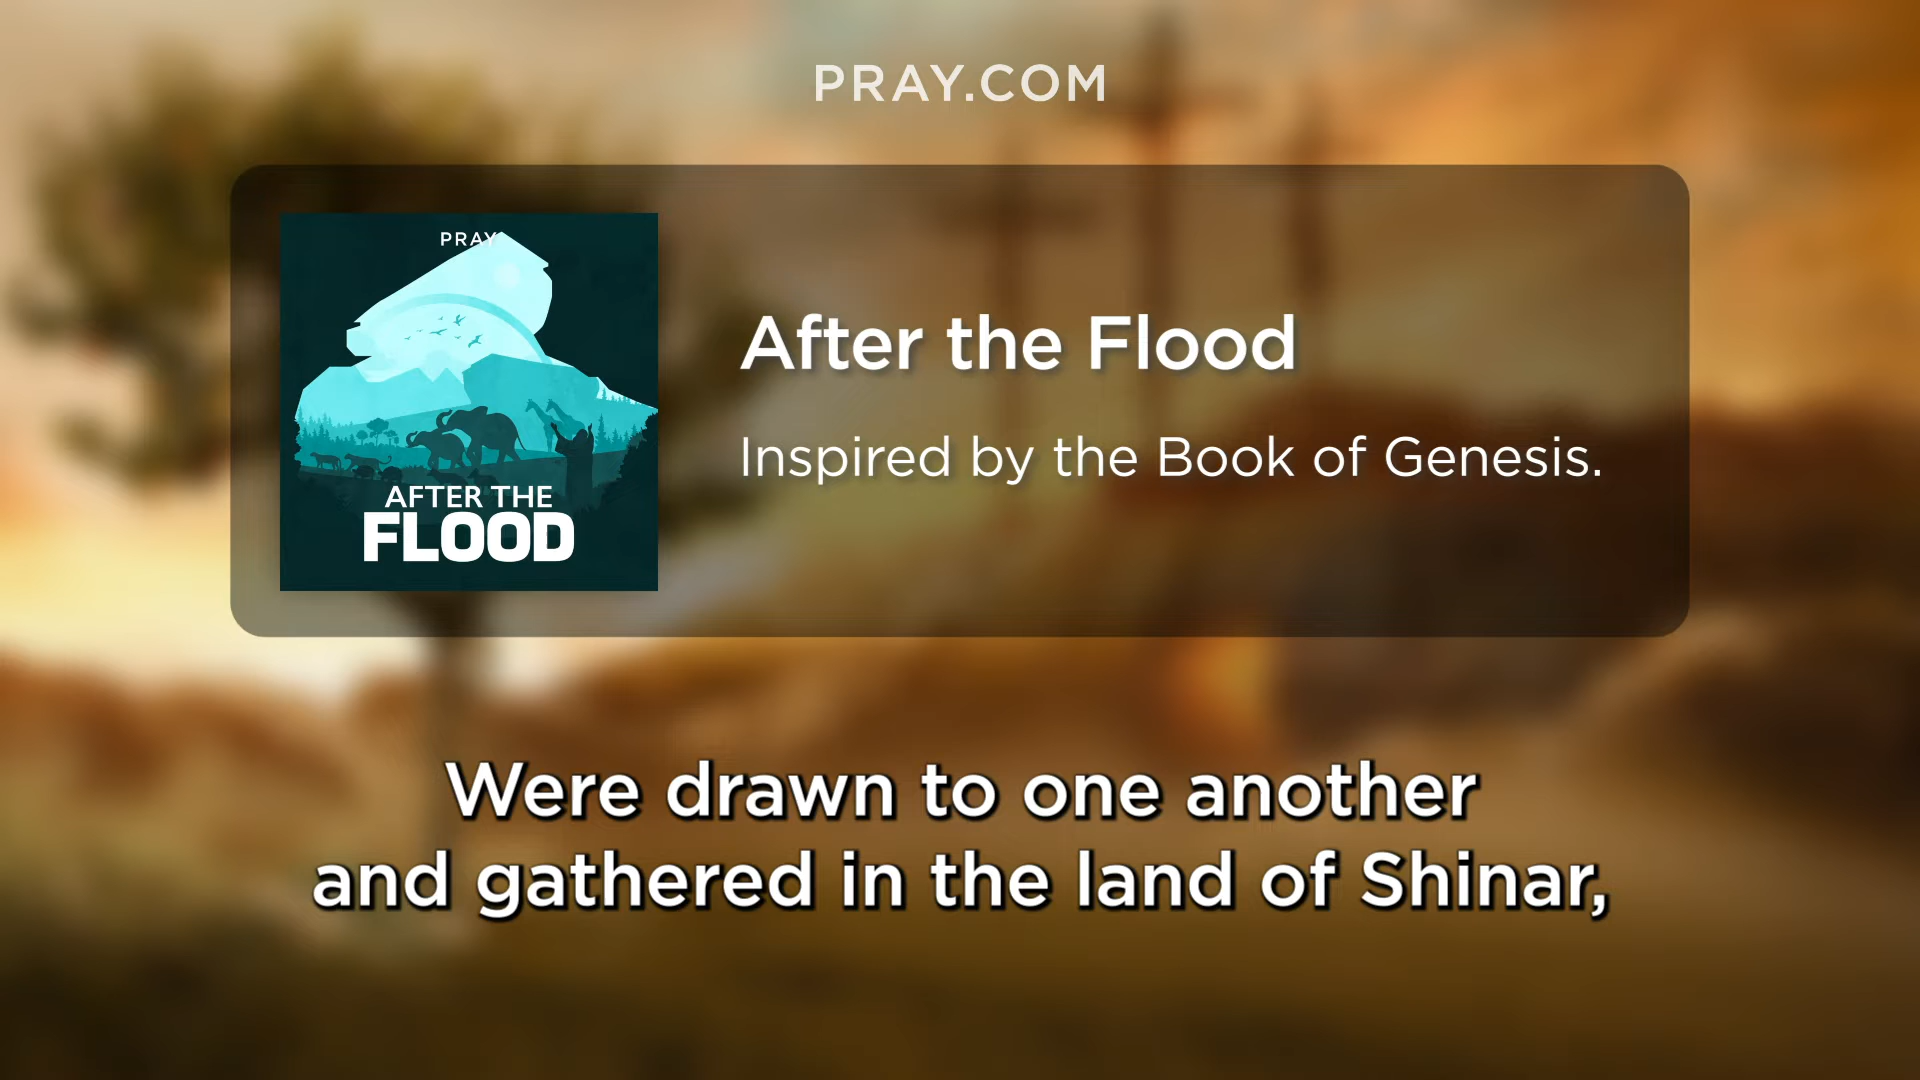 PRAY.COM
PRAY
AFTER THE
FLOOD
After the Flood
Inspired by the Book of Genesis.
Were drawn to one another
and gathered in the land of Shinar,